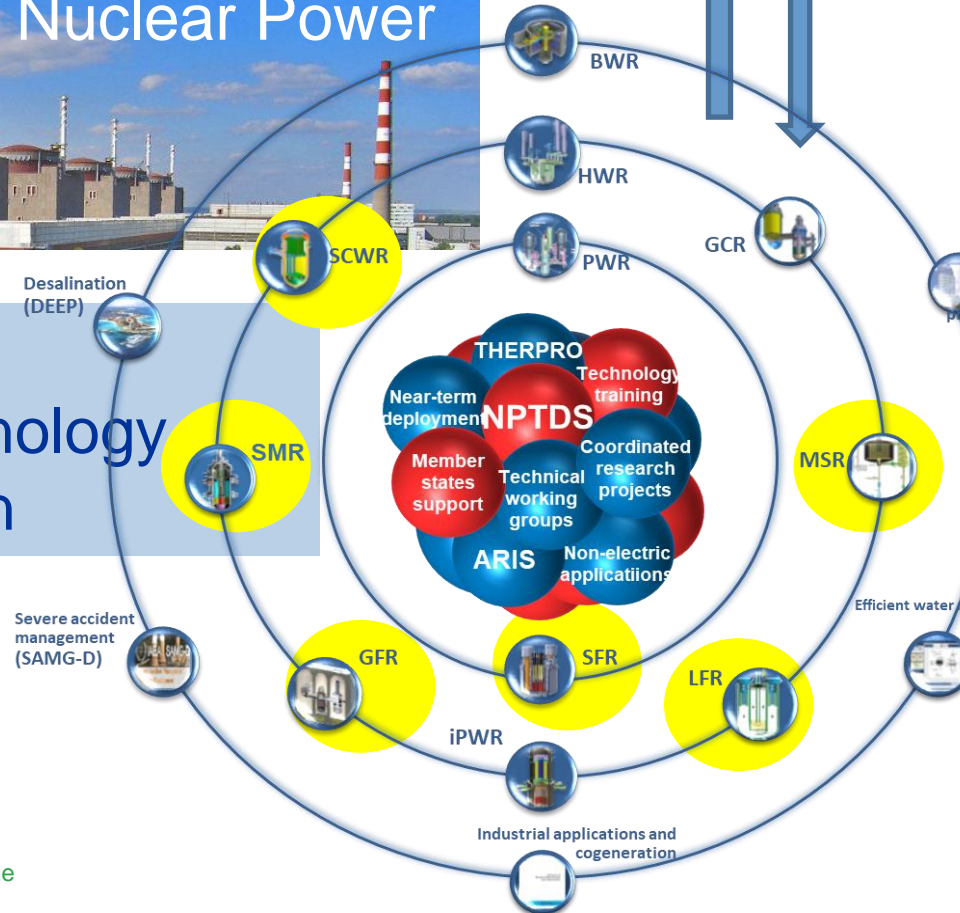 Nuclear Power
BWR
HWR
PWR
GCR
SCWR
Desalination
(DEEP)
THERPRO
Technology
training
Near-term
deployment
NPTDS
Member
states
support
Technical
working
groups
Coordinated
research
projects
ARIS
Non-electric
applicatiions
SMR
MSR
Severe accident
management
(SAMG-D)
GFR
SFR
LFR
Efficient water
iPWR
Industrial applications and
cogeneration